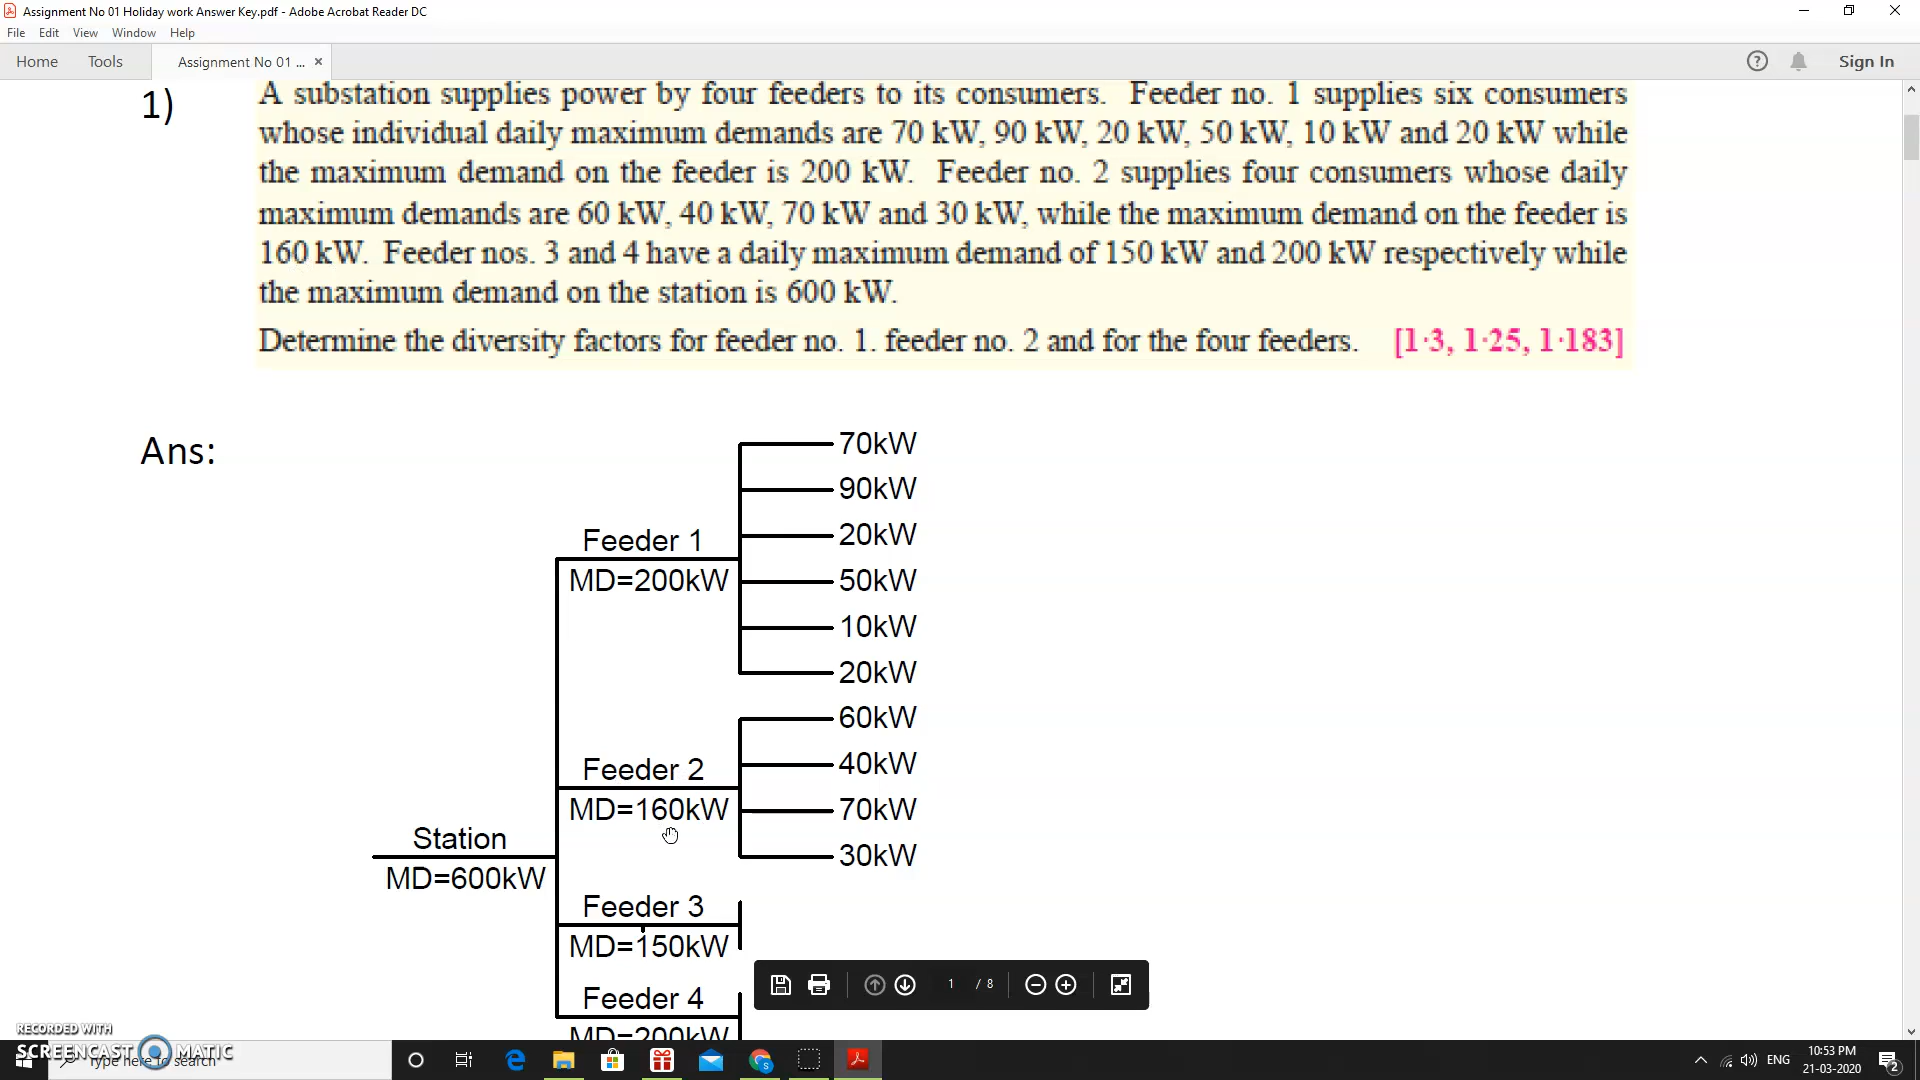 Assignment No 01 Holiday work Answer Key.pdf - Adobe Acrobat Reader DC
File Edit View Window Help
Home Tools Assignment No 01 ... × Sign In
1) A substation supplies power by four feeders to its consumers. Feeder no. 1 supplies six consumers
whose individual daily maximum demands are 70 kW, 90 kW, 20 kW, 50 kW, 10 kW and 20 kW while
the maximum demand on the feeder is 200 kW. Feeder no. 2 supplies four consumers whose daily
maximum demands are 60 kW, 40 kW, 70 kW and 30 kW, while the maximum demand on the feeder is
160 kW. Feeder nos. 3 and 4 have a daily maximum demand of 150 kW and 200 kW respectively while
the maximum demand on the station is 600 kW.
Determine the diversity factors for feeder no. 1. feeder no. 2 and for the four feeders. [1·3, 1·25, 1·183]
Ans:
70kW
90kW
20kW
Feeder 1
MD=200kW
50kW
10kW
20kW
60kW
40kW
Feeder 2
MD=160kW
70kW
30kW
Station
MD=600kW
Feeder 3
MD=150kW
Feeder 4
MD=200kW
1 / 8
RECORDED WITH
SCREENCAST MATIC
Type here to search
ENG
10:53 PM
21-03-2020
2